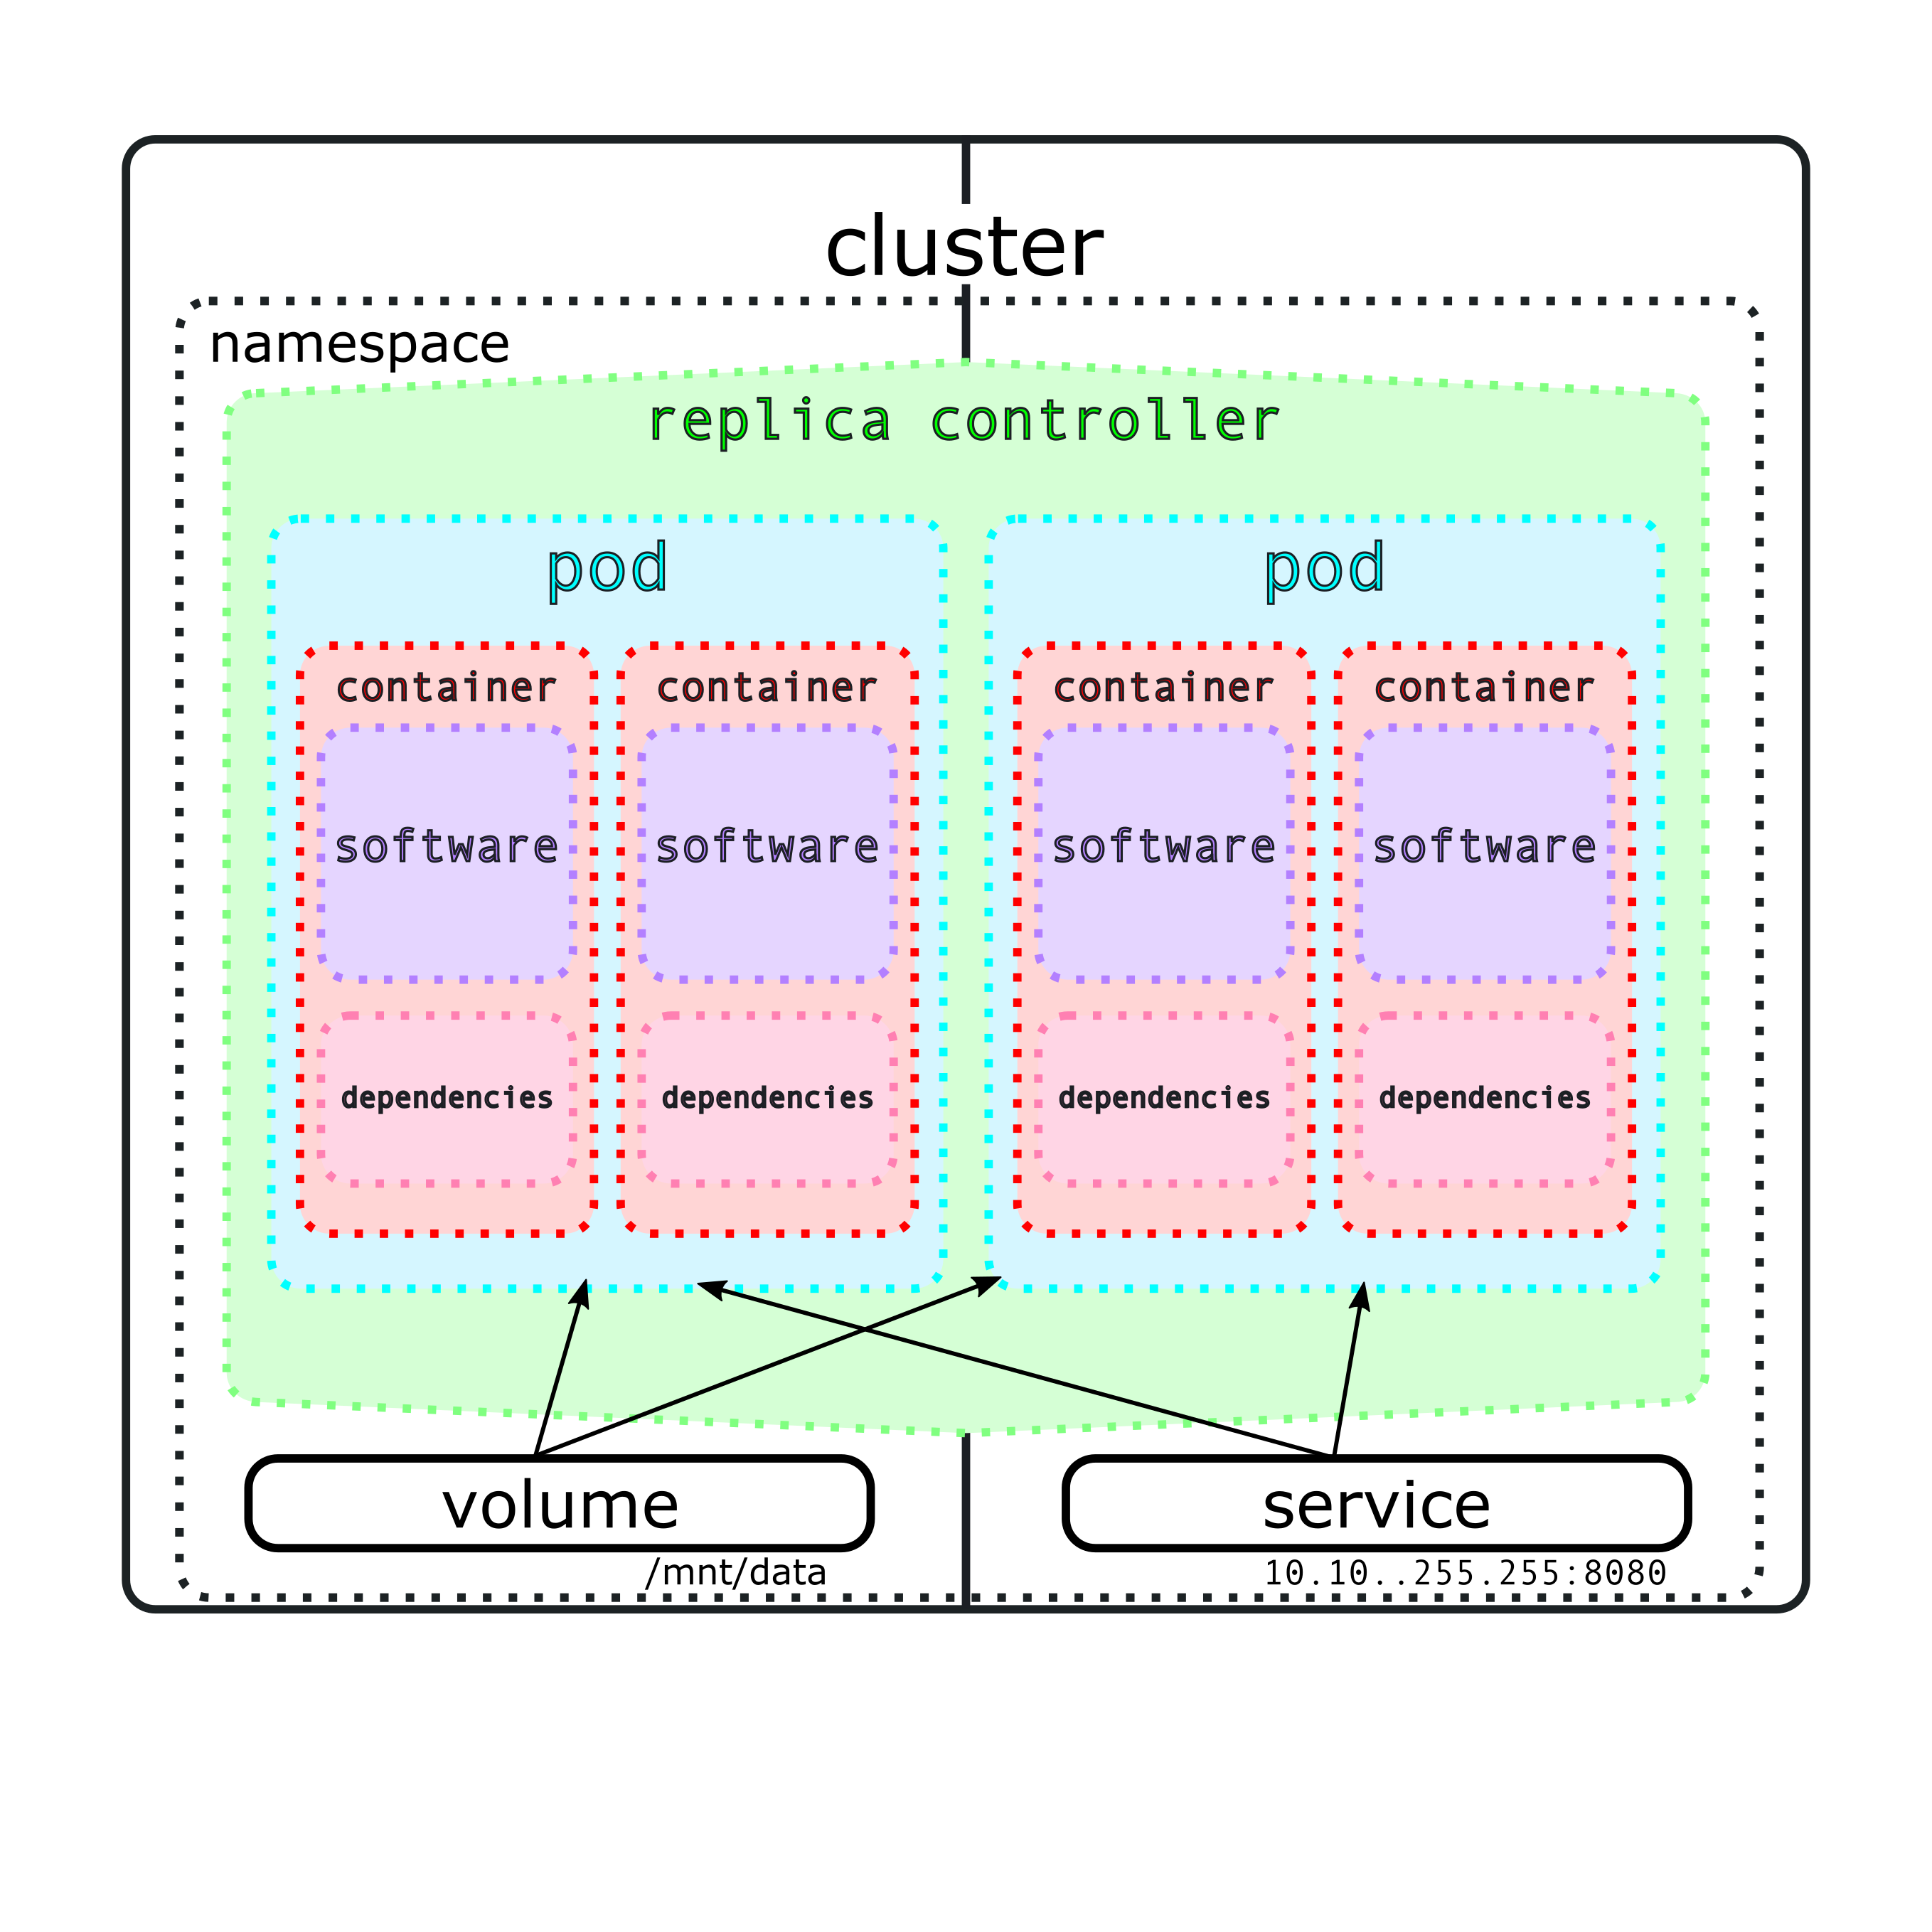 cluster
namespace
replica controller
pod
pod
container
container
container
container
software
software
software
software
dependencies
dependencies
dependencies
dependencies
volume
service
/mnt/data
10.10..255.255:8080